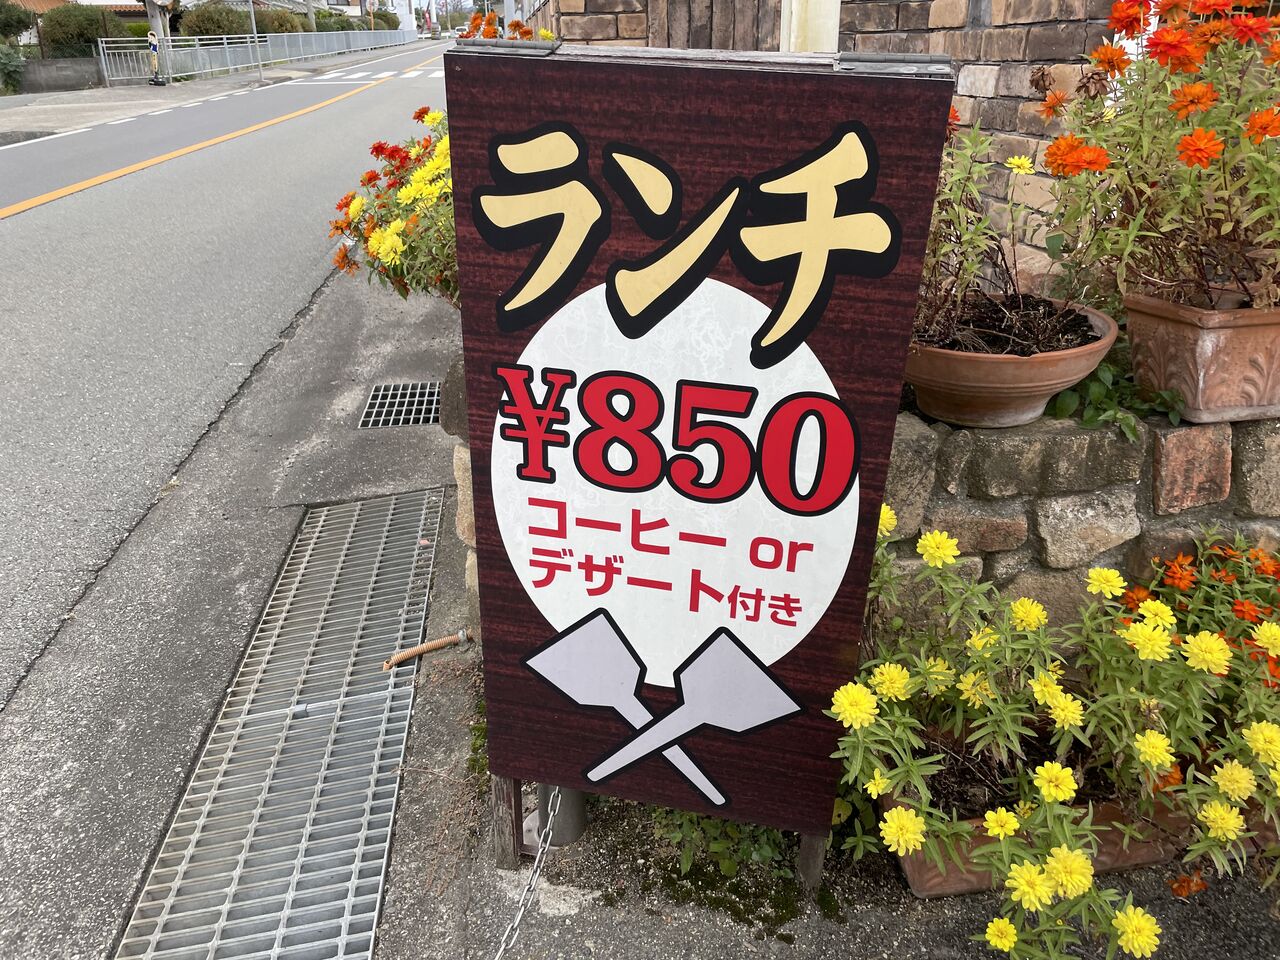 ランチ
¥850
コーヒー or
デザート付き